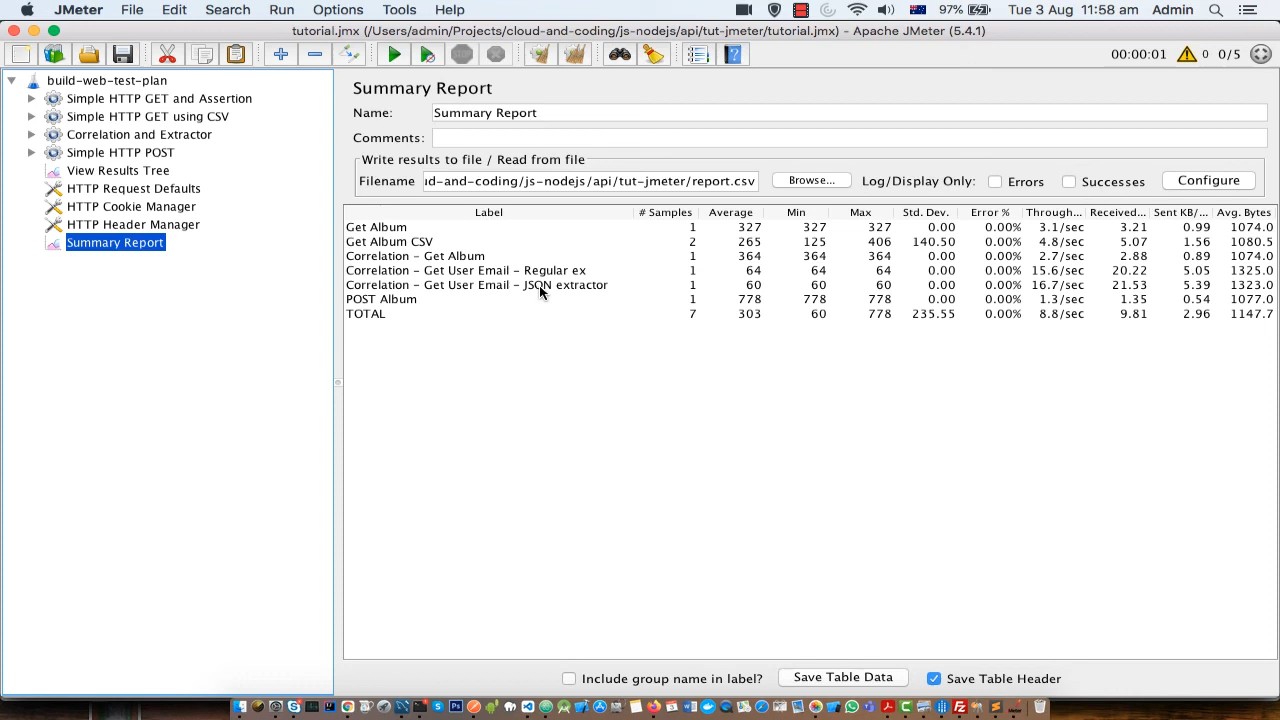 JMeter File Edit Search Run Options Tools Help 97% Tue 3 Aug 11:58 am Admin
tutorial.jmx (/Users/admin/Projects/cloud-and-coding/js-nodejs/api/tut-jmeter/tutorial.jmx) - Apache JMeter (5.4.1)
00:00:01 0 0/5
build-web-test-plan
Simple HTTP GET and Assertion
Simple HTTP GET using CSV
Correlation and Extractor
Simple HTTP POST
View Results Tree
HTTP Request Defaults
HTTP Cookie Manager
HTTP Header Manager
Summary Report
Summary Report
Name: Summary Report
Comments:
Write results to file / Read from file
Filename ıd-and-coding/js-nodejs/api/tut-jmeter/report.csv Browse... Log/Display Only: Errors Successes Configure
Label # Samples Average Min Max Std. Dev. Error % Through... Received... Sent KB/... Avg. Bytes
Get Album 1 327 327 327 0.00 0.00% 3.1/sec 3.21 0.99 1074.0
Get Album CSV 2 265 125 406 140.50 0.00% 4.8/sec 5.07 1.56 1080.5
Correlation - Get Album 1 364 364 364 0.00 0.00% 2.7/sec 2.88 0.89 1074.0
Correlation - Get User Email - Regular ex 1 64 64 64 0.00 0.00% 15.6/sec 20.22 5.05 1325.0
Correlation - Get User Email - JSON extractor 1 60 60 60 0.00 0.00% 16.7/sec 21.53 5.39 1323.0
POST Album 1 778 778 778 0.00 0.00% 1.3/sec 1.35 0.54 1077.0
TOTAL 7 303 60 778 235.55 0.00% 8.8/sec 9.81 2.96 1147.7
Include group name in label? Save Table Data Save Table Header